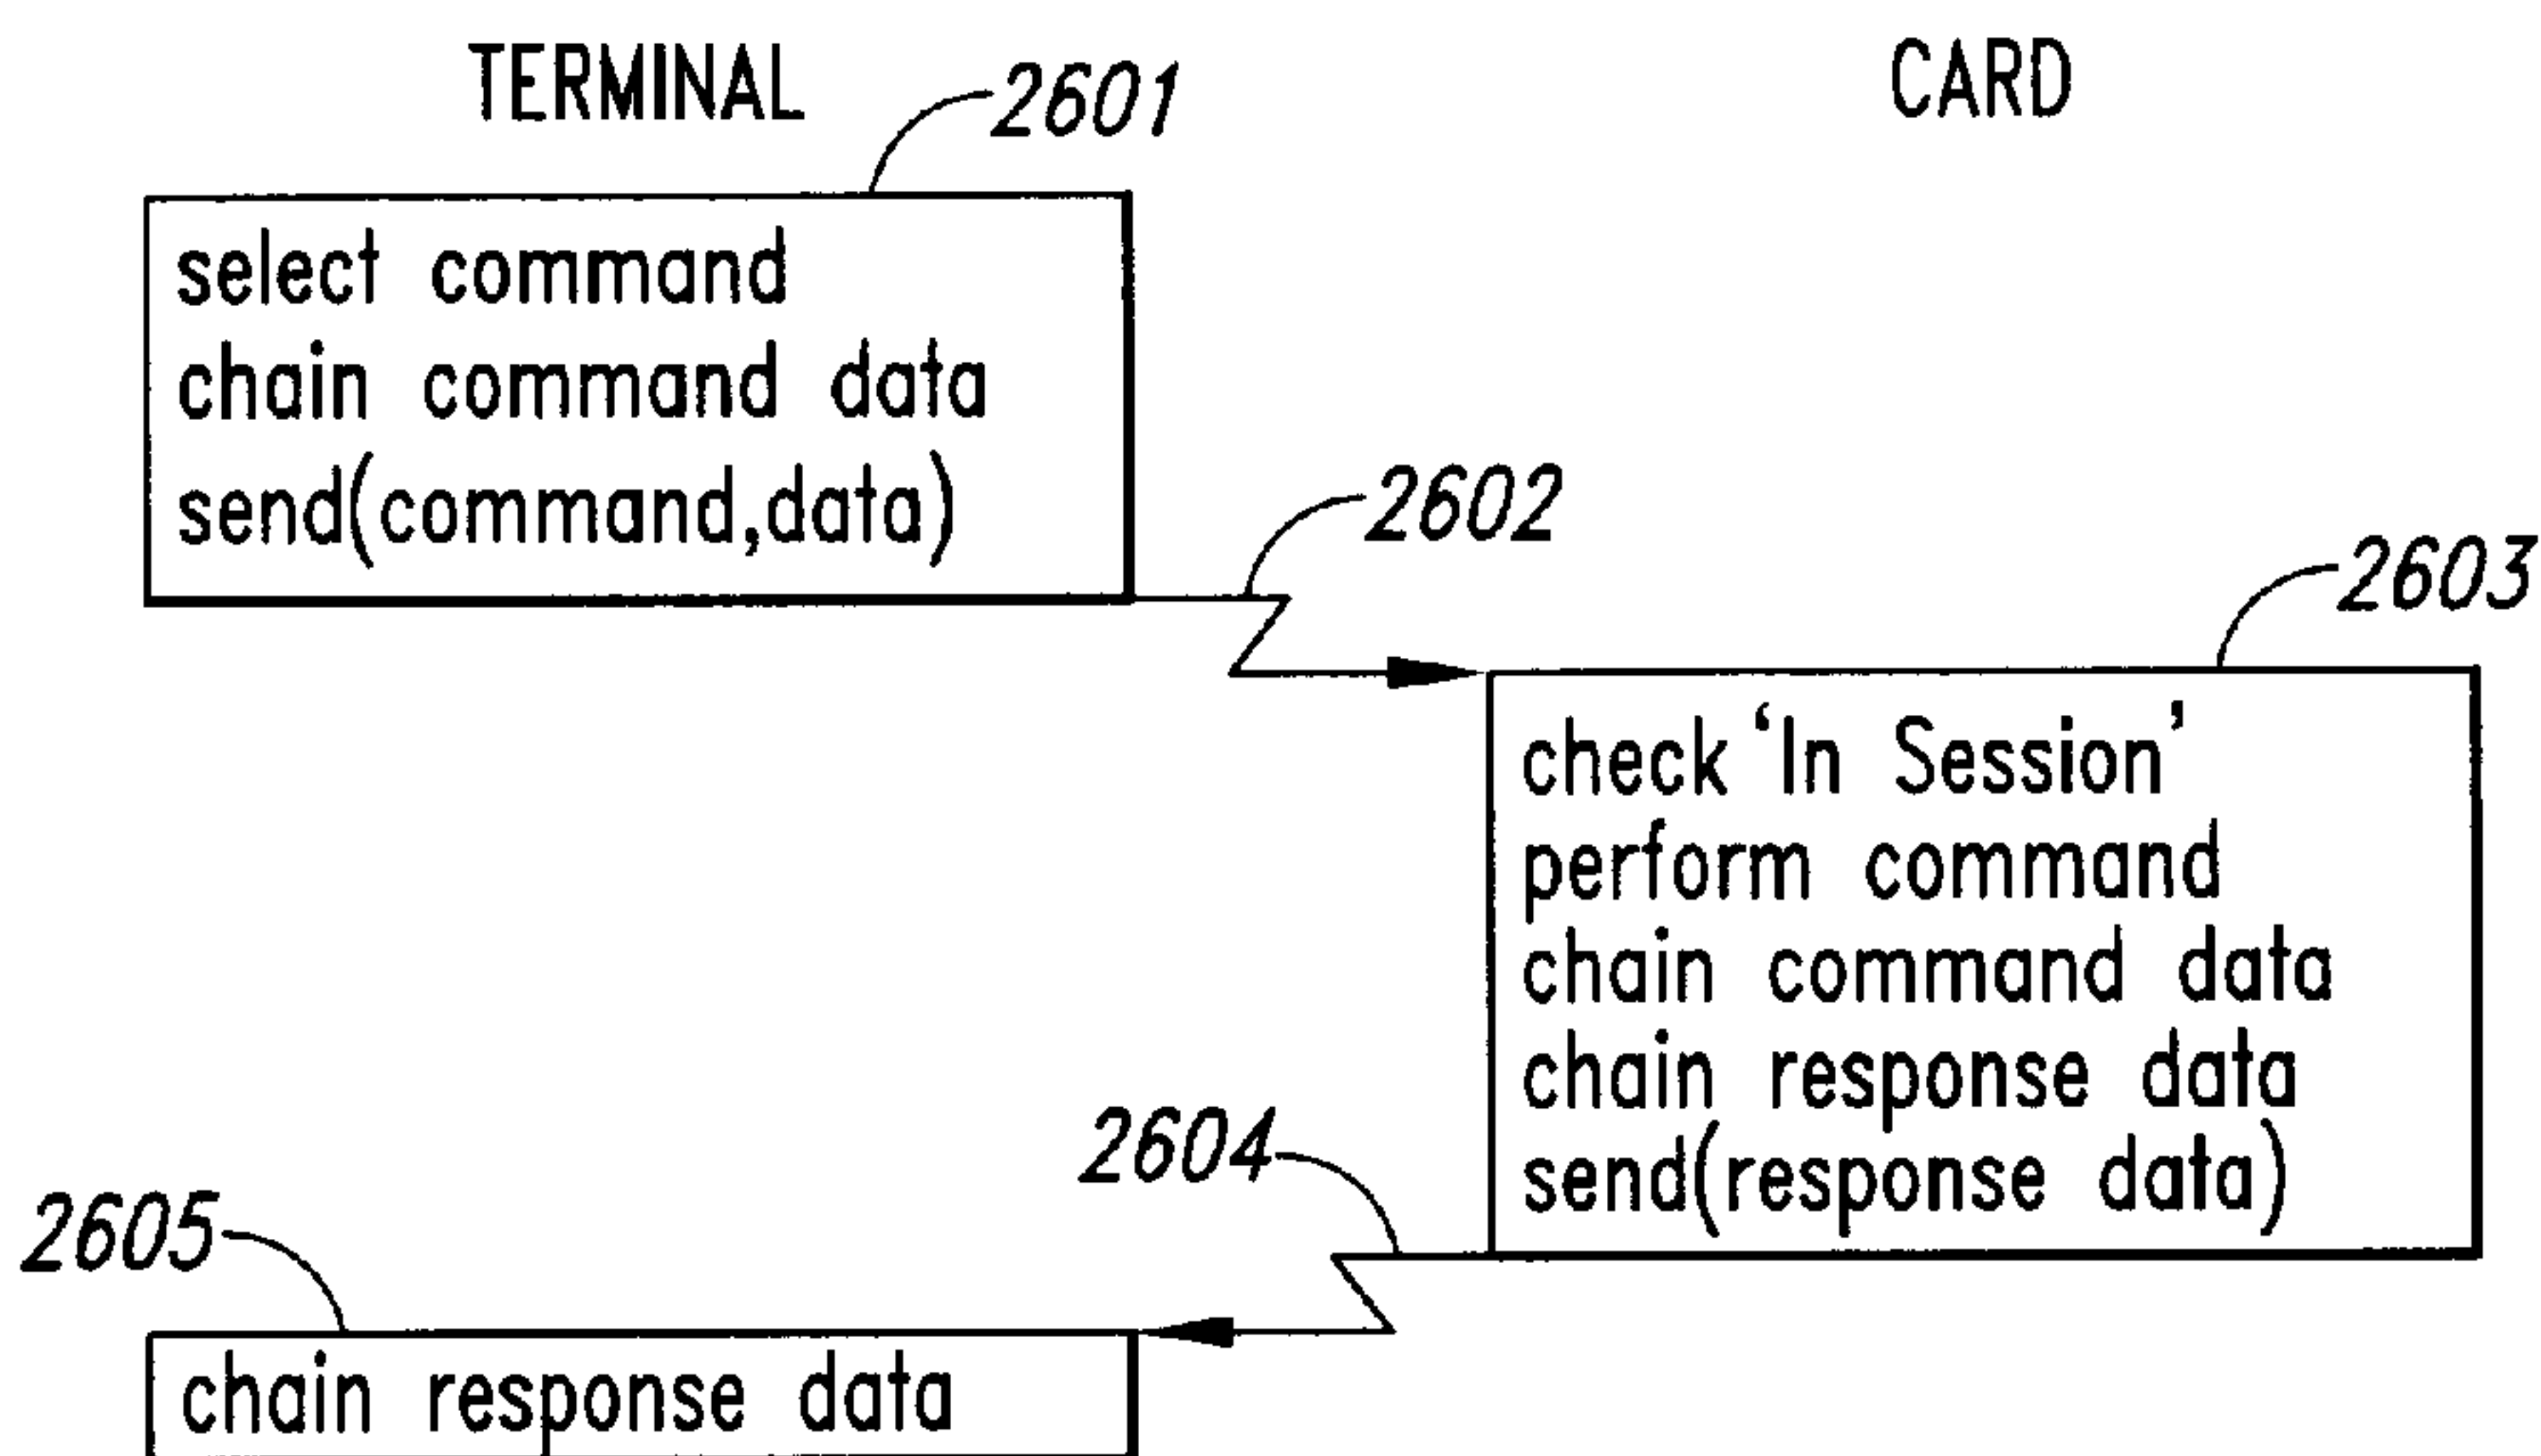 TERMINAL
CARD
2601
select command
chain command data
send(command,data)
2602
2603
check 'In Session'
perform command
chain command data
chain response data
send(response data)
2604
2605
chain response data